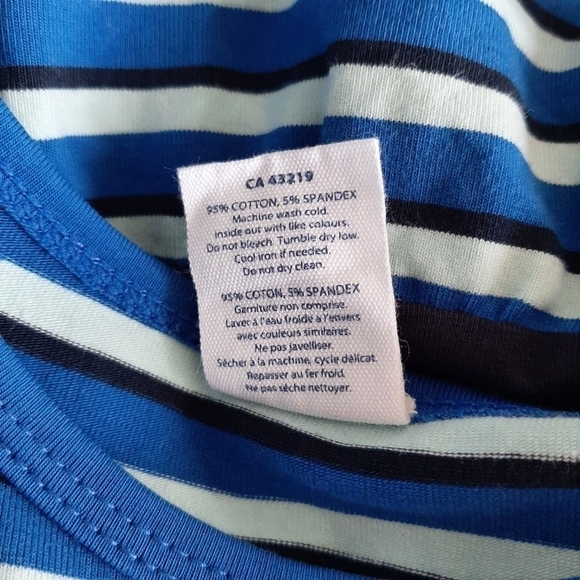 CA 43219
95% COTTON, 5% SPANDEX
Machine wash cold.
inside out with like colours.
Do not bleach. Tumble dry low.
Cool iron if needed.
Do not dry clean.
95% COTON, 5% SPANDEX
Garniture non comprise.
Laver à l'eau froide à l'envers
avec couleurs similaires.
Ne pas javelliser.
Sécher à la machine, cycle délicat.
Repasser au fer froid.
Ne pas sèche nettoyer.